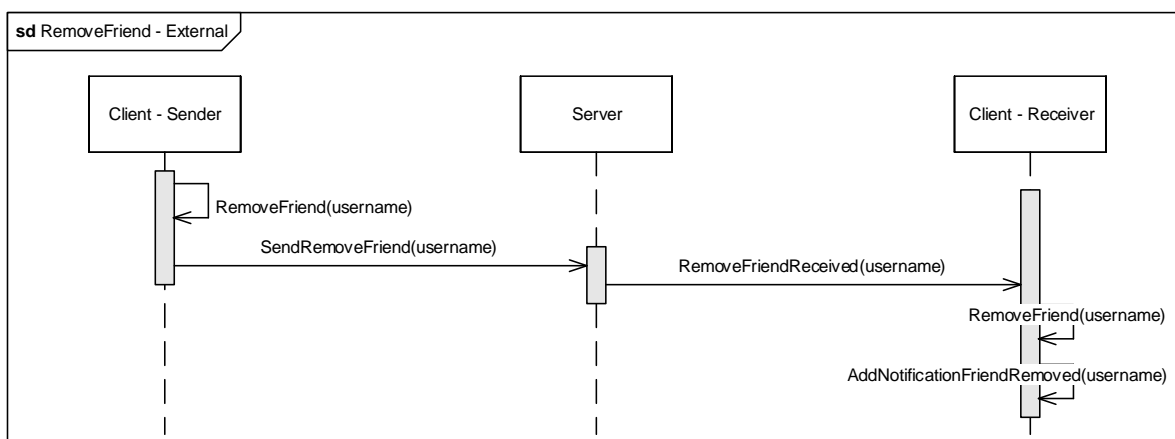 sd RemoveFriend - External
Client - Sender
Server
Client - Receiver
RemoveFriend(username)
SendRemoveFriend(username)
RemoveFriendReceived(username)
RemoveFriend(username)
AddNotificationFriendRemoved(username)